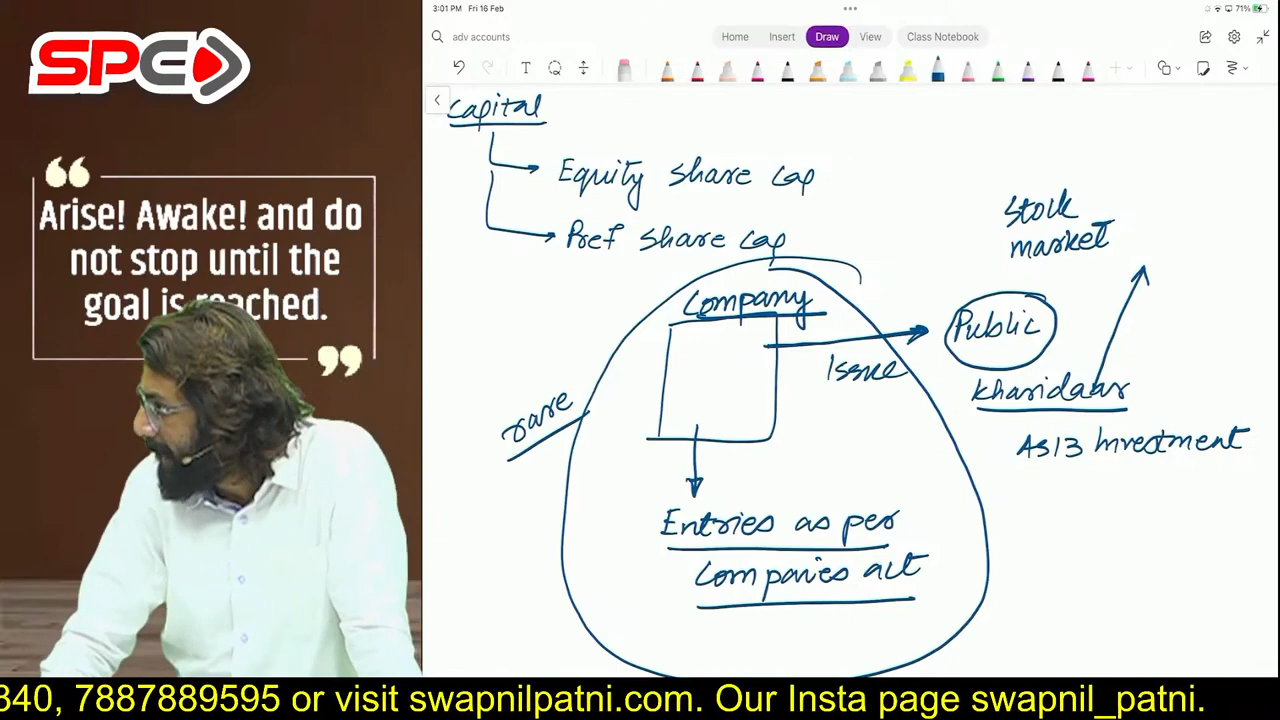 SPE
Arise! Awake! and do
not stop until the
goal is reached.
3:01 PM Fri 16 Feb
71%
adv accounts
Home Insert Draw View Class Notebook
Capital
Equity share cap
Pref share cap
Stock
market
Company
Public
Issue
Kharidaar
rare
AS13 Investment
Entries as per
Companies act
340, 7887889595 or visit swapnilpatni.com. Our Insta page swapnil_patni.